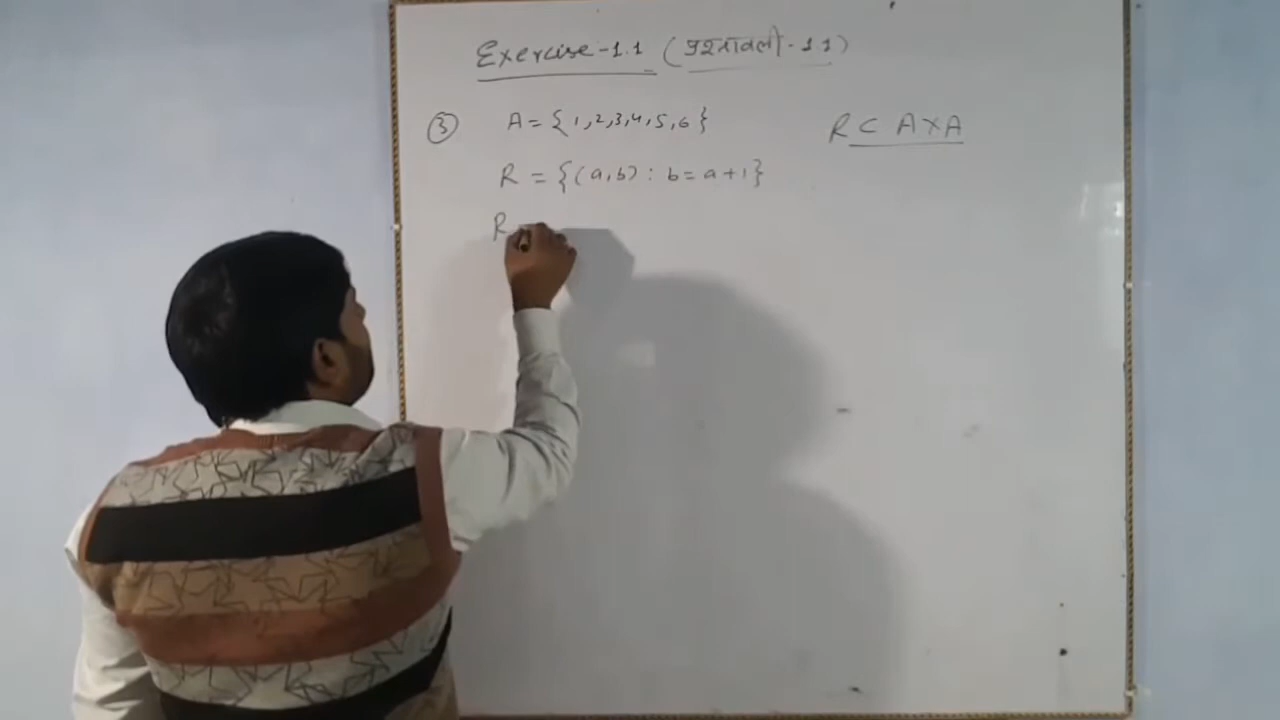 Exercise-1.1 (प्रश्नावली-1.1)
③ A = {1,2,3,4,5,6} R ⊂ A×A
R = {(a,b) : b = a+1}
R